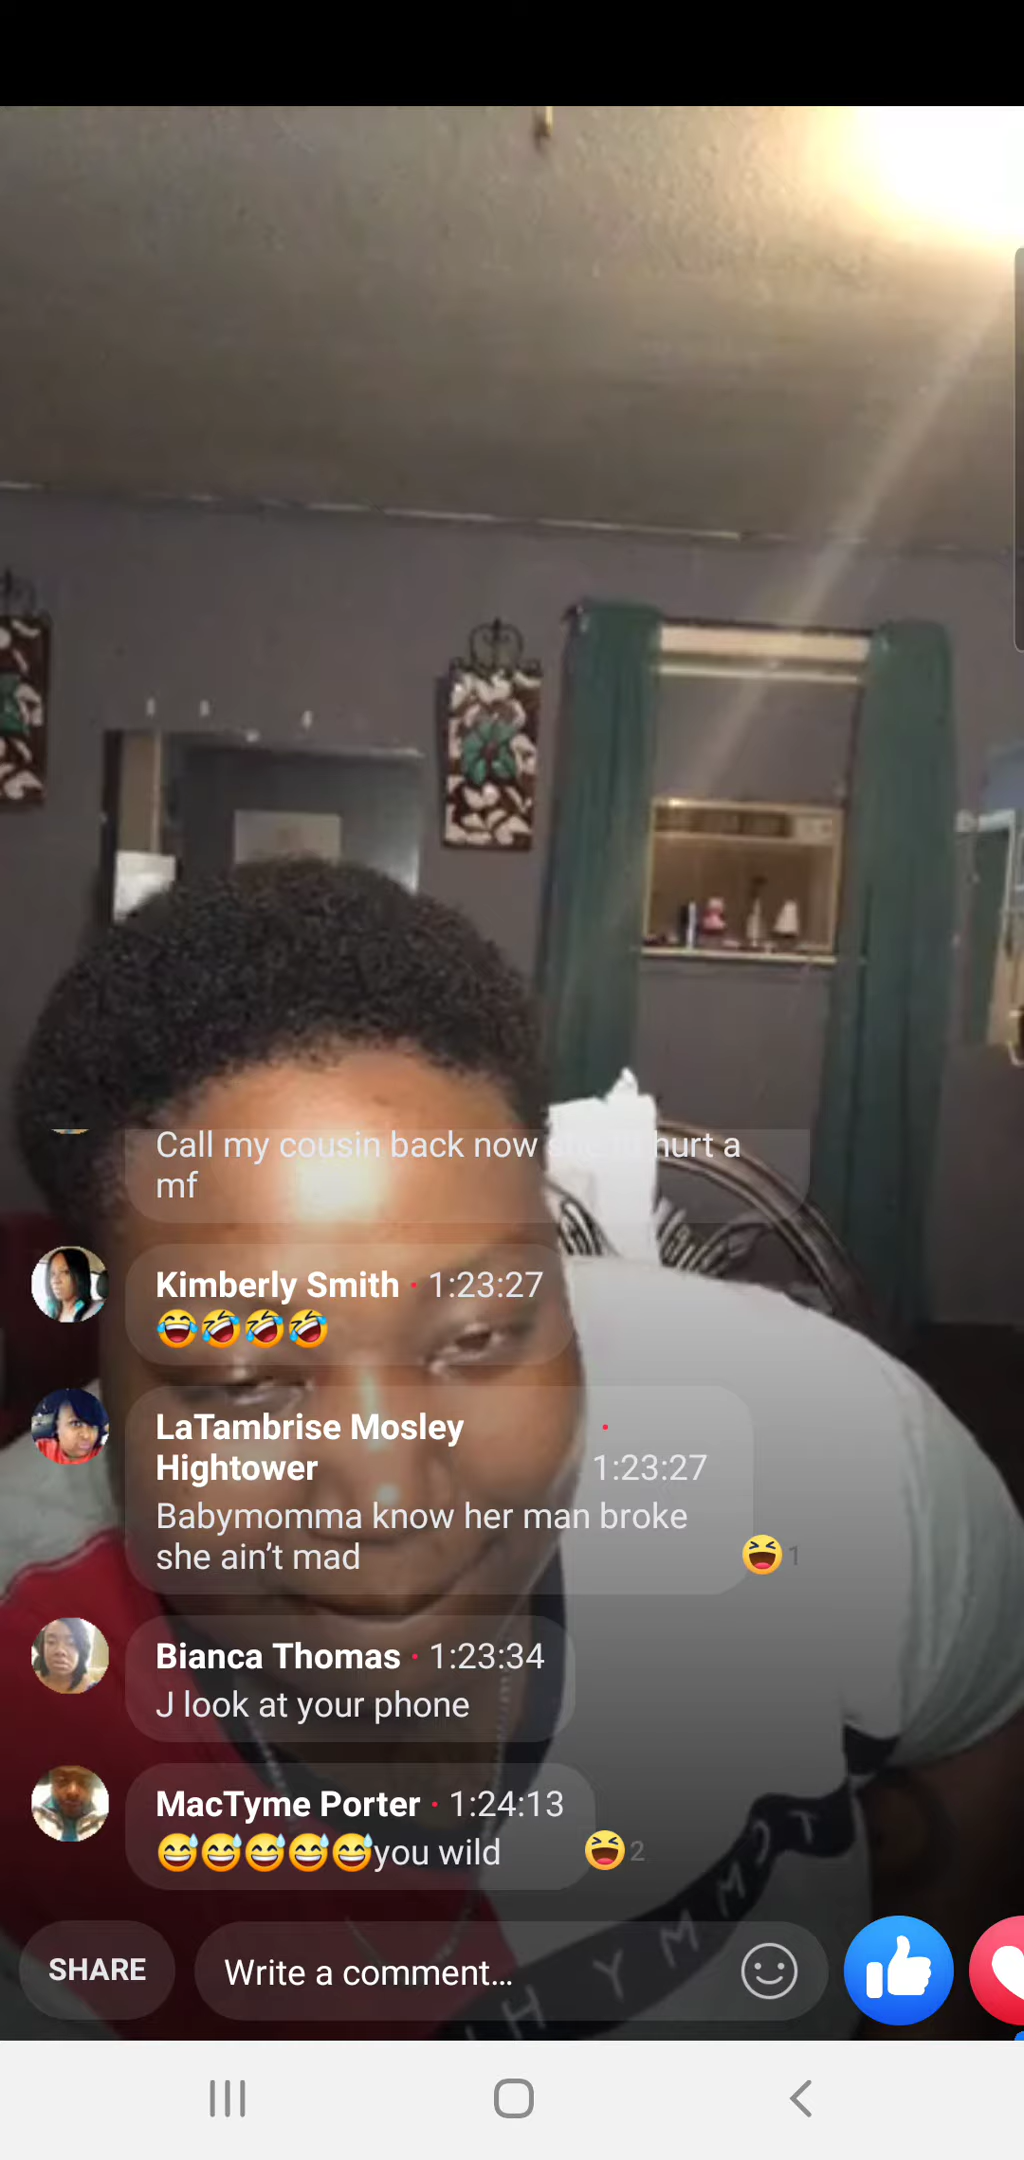 Call my cousin back now she hurt a
mf
Kimberly Smith · 1:23:27
😂🤣🤣🤣
LaTambrise Mosley ·
Hightower 1:23:27
Babymomma know her man broke
she ain’t mad
😆 1
Bianca Thomas · 1:23:34
J look at your phone
MacTyme Porter · 1:24:13
😅😅😅😅😅you wild
😆 2
SHARE
Write a comment...